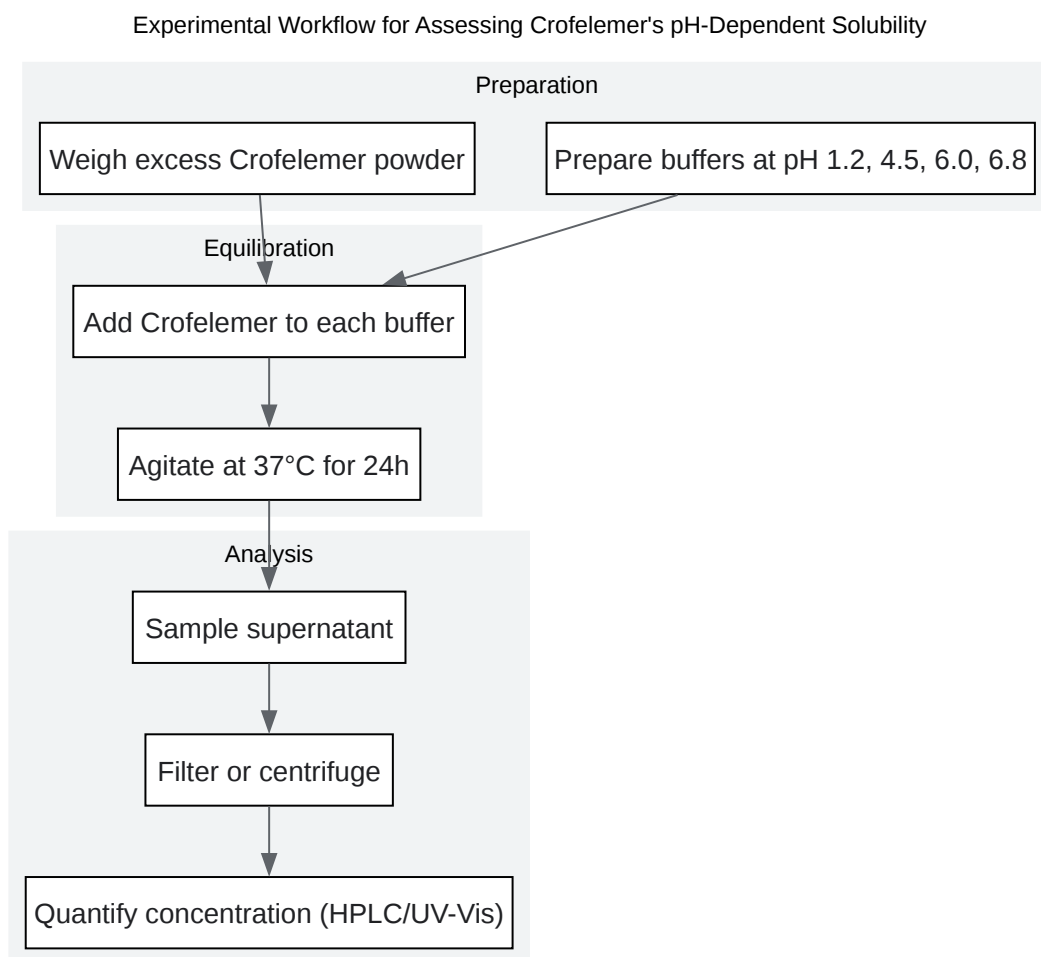 Experimental Workflow for Assessing Crofelemer's pH-Dependent Solubility
Preparation
Weigh excess Crofelemer powder
Prepare buffers at pH 1.2, 4.5, 6.0, 6.8
Equilibration
Add Crofelemer to each buffer
Agitate at 37°C for 24h
Analysis
Sample supernatant
Filter or centrifuge
Quantify concentration (HPLC/UV-Vis)